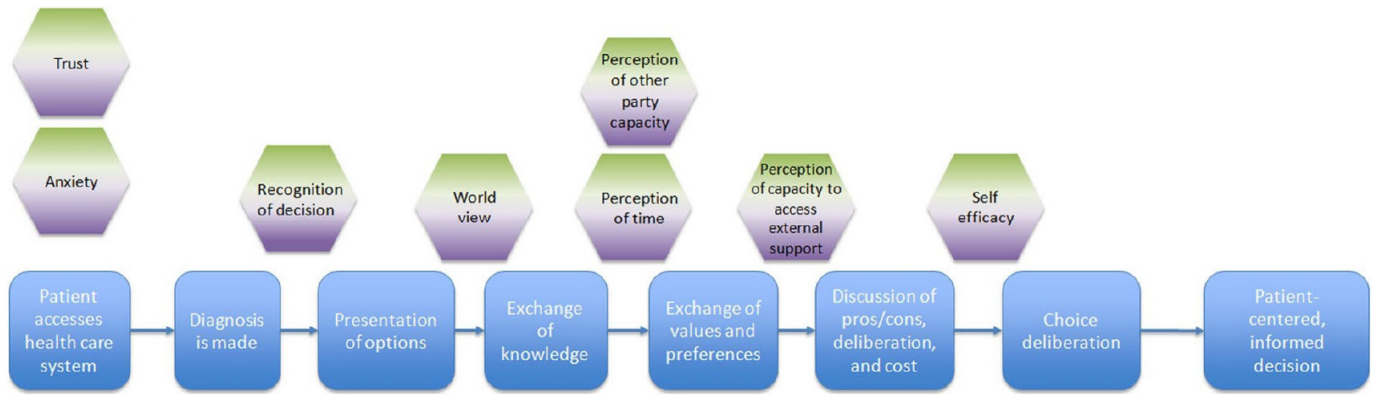 Trust
Anxiety
Recognition
of decision
World
view
Perception
of other
party
capacity
Perception
of time
Perception
of capacity to
access
external
support
Self
efficacy
Patient
accesses
health care
system
Diagnosis
is made
Presentation
of options
Exchange
of
knowledge
Exchange of
values and
preferences
Discussion of
pros/cons,
deliberation,
and cost
Choice
deliberation
Patient-
centered,
informed
decision